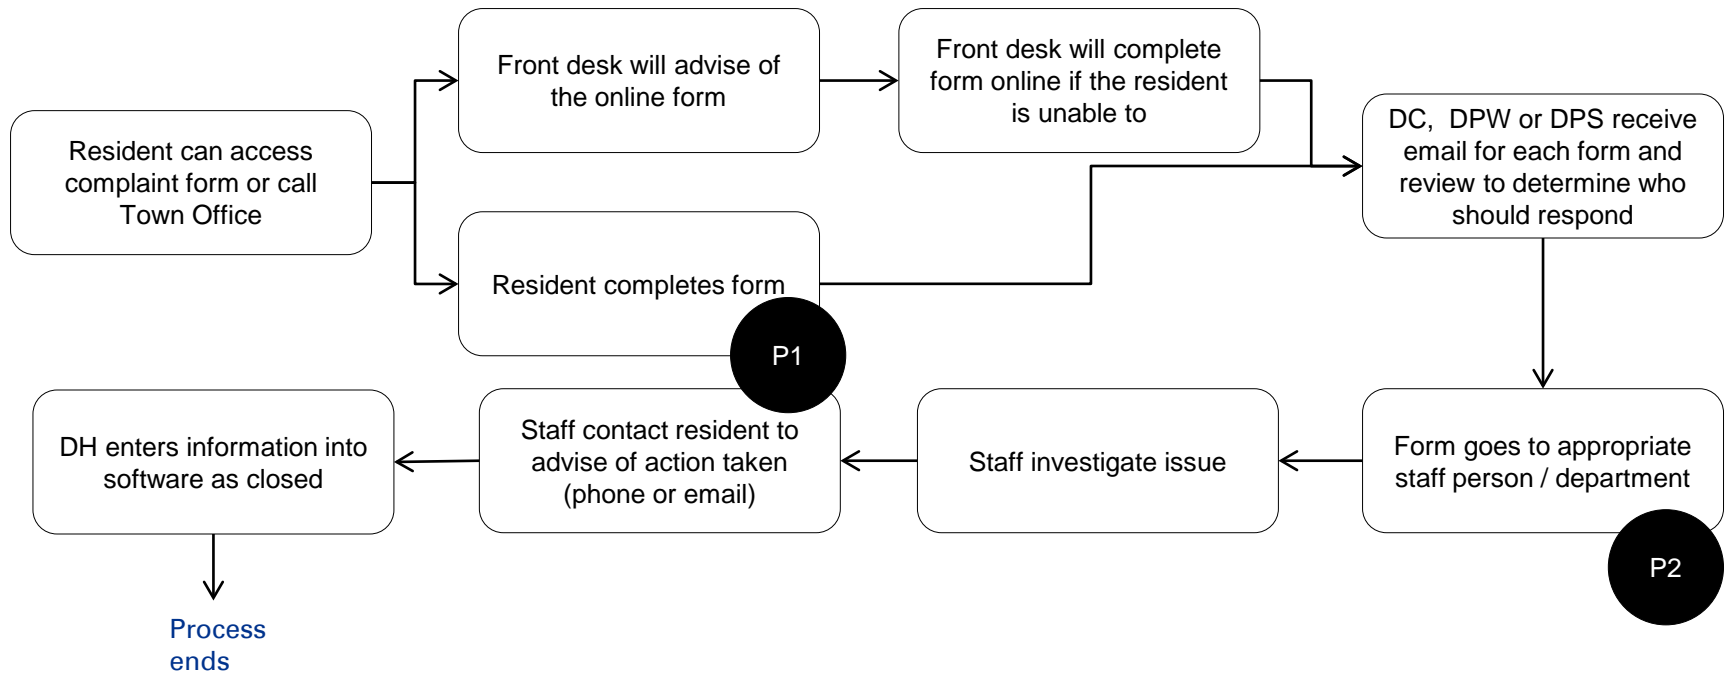 Front desk will advise of
the online form
Front desk will complete
form online if the resident
is unable to
Resident can access
complaint form or call
Town Office
DC, DPW or DPS receive
email for each form and
review to determine who
should respond
Resident completes form
P1
DH enters information into
software as closed
Staff contact resident to
advise of action taken
(phone or email)
Staff investigate issue
Form goes to appropriate
staff person / department
P2
Process
ends